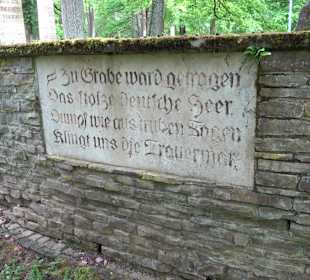 Zu Grabe ward getragen
Das stolze deutsche Heer.
Dumpf wie aus trüben Sagen
Klingt uns die Trauermär.